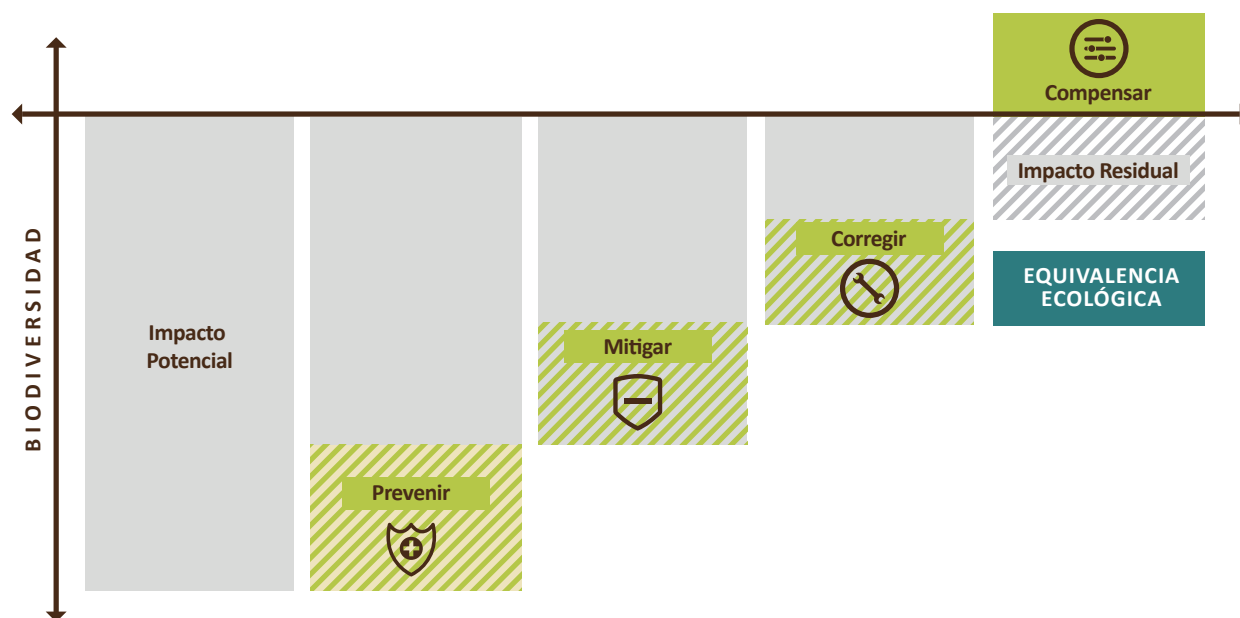 BIODIVERSIDAD
Impacto
Potencial
Prevenir
Mitigar
Corregir
Compensar
Impacto Residual
EQUIVALENCIA
ECOLÓGICA